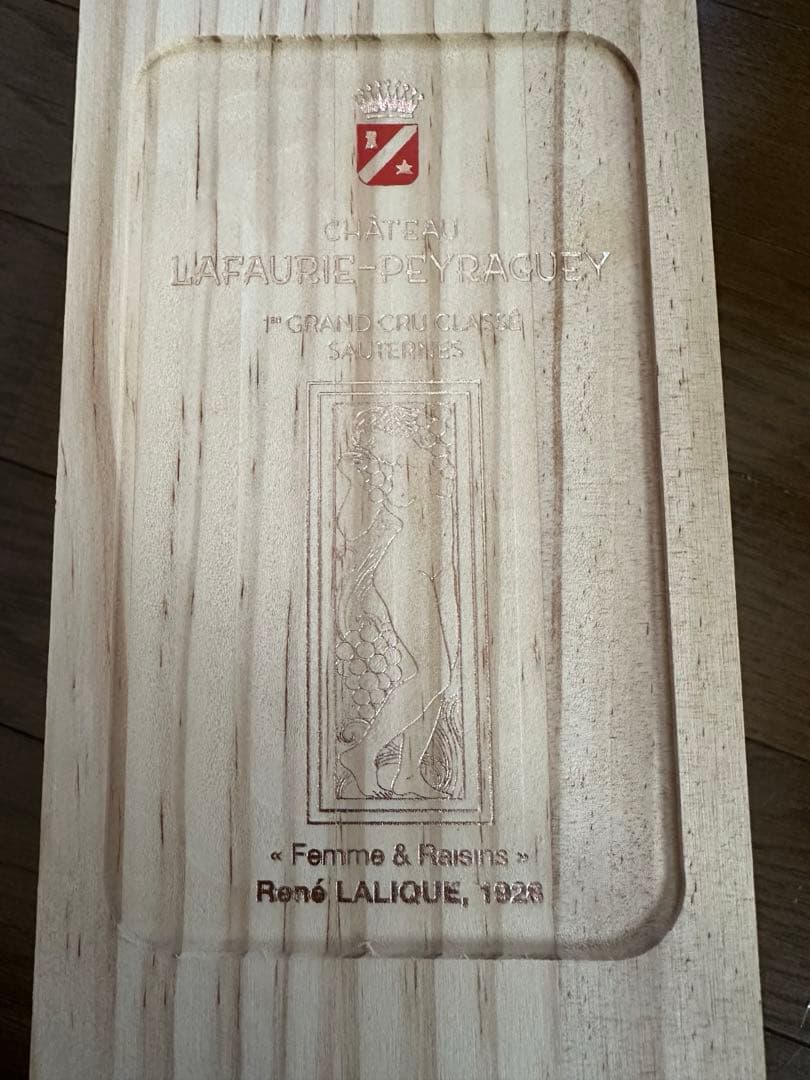 CHÂTEAU
LAFAURIE-PEYRAGUEY
1ER GRAND CRU CLASSÉ
SAUTERNES
« Femme & Raisins »
René LALIQUE, 1928